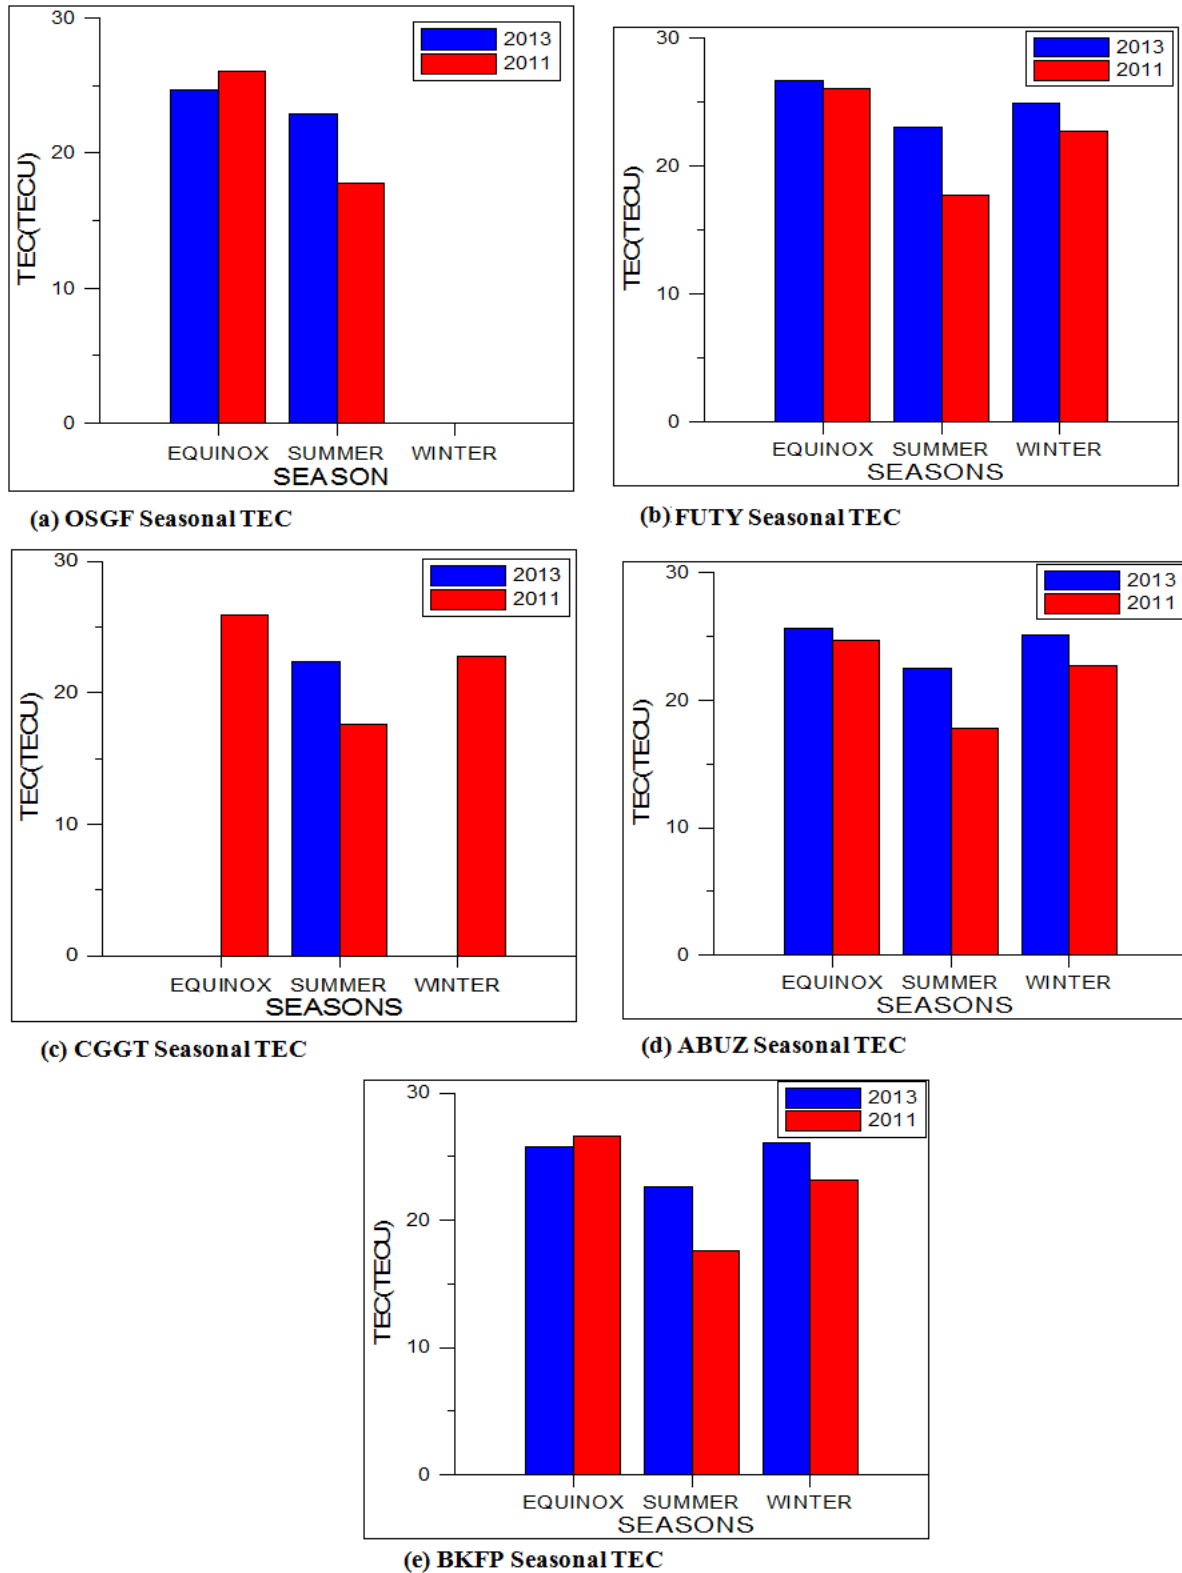 30
20
10
0
TEC(TECU)
2013
2011
EQUINOX SUMMER WINTER
SEASON
(a) OSGF Seasonal TEC
30
20
10
0
TEC(TECU)
2013
2011
EQUINOX SUMMER WINTER
SEASONS
(b) FUTY Seasonal TEC
30
20
10
0
TEC(TECU)
2013
2011
EQUINOX SUMMER WINTER
SEASONS
(c) CGGT Seasonal TEC
30
20
10
0
TEC(TECU)
2013
2011
EQUINOX SUMMER WINTER
SEASONS
(d) ABUZ Seasonal TEC
30
20
10
0
TEC(TECU)
2013
2011
EQUINOX SUMMER WINTER
SEASONS
(e) BKFP Seasonal TEC